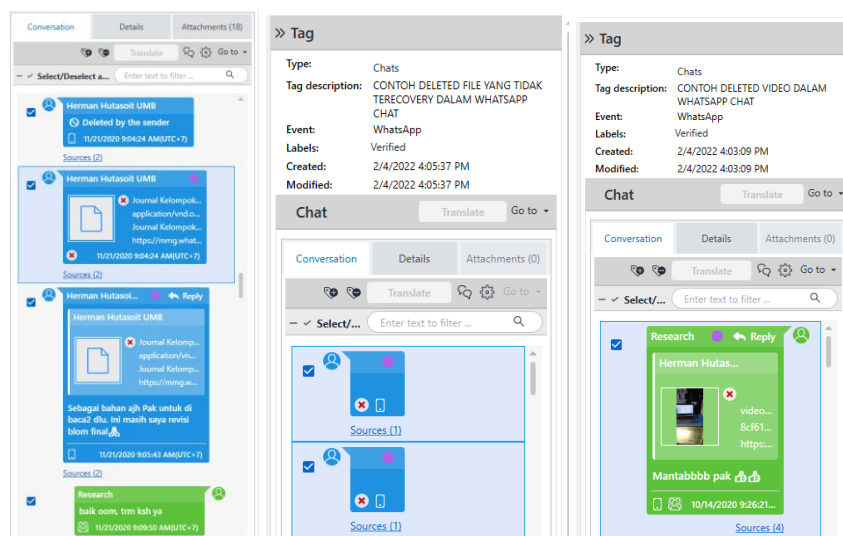 Conversation
Details
Attachments (18)
Translate
Go to
Select/Deselect a...
Enter text to filter ...
Herman Hutasoit UMB
Deleted by the sender
11/21/2020 9:04:24 AM(UTC+7)
Sources (2)
Herman Hutasoit UMB
Journal Kelompok...
application/vnd.o...
Journal Kelompok...
https://mmg.what...
11/21/2020 9:04:24 AM(UTC+7)
Sources (2)
Herman Hutasoi...
Reply
Herman Hutasoit UMB
Journal Kelomp...
application/vn...
Journal Kelomp...
https://mmg.w...
Sebagai bahan ajh Pak untuk di
baca2 dlu. Ini masih saya revisi
blom final🙏
11/21/2020 9:05:43 AM(UTC+7)
Sources (2)
Research
baik oom, trm ksh ya
11/21/2020 9:09:50 AM(UTC+7)
» Tag
Type: Chats
Tag description: CONTOH DELETED FILE YANG TIDAK
TERECOVERY DALAM WHATSAPP
CHAT
Event: WhatsApp
Labels: Verified
Created: 2/4/2022 4:05:37 PM
Modified: 2/4/2022 4:05:37 PM
Chat
Translate
Go to
Conversation
Details
Attachments (0)
Translate
Go to
Select/...
Enter text to filter ...
Sources (1)
Sources (1)
» Tag
Type: Chats
Tag description: CONTOH DELETED VIDEO DALAM
WHATSAPP CHAT
Event: WhatsApp
Labels: Verified
Created: 2/4/2022 4:03:09 PM
Modified: 2/4/2022 4:03:09 PM
Chat
Translate
Go to
Conversation
Details
Attachments (0)
Translate
Go to
Select/...
Enter text to filter ...
Research
Reply
Herman Hutas...
video...
8cf61...
https:...
Mantabbbb pak 👍👍
10/14/2020 9:26:21...
Sources (4)